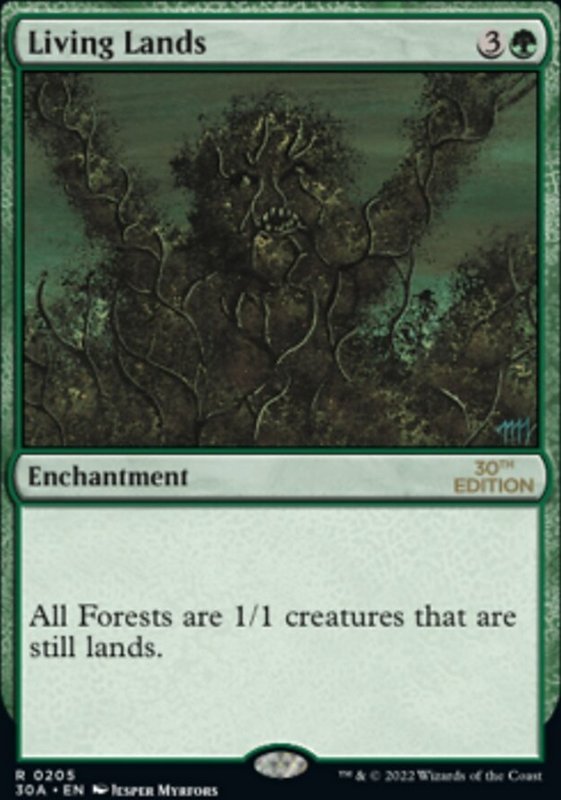 Living Lands 3
Enchantment
30TH
EDITION
All Forests are 1/1 creatures that are
still lands.
R 0205
30A • EN Jesper Myrfors
™ & © 2022 Wizards of the Coast